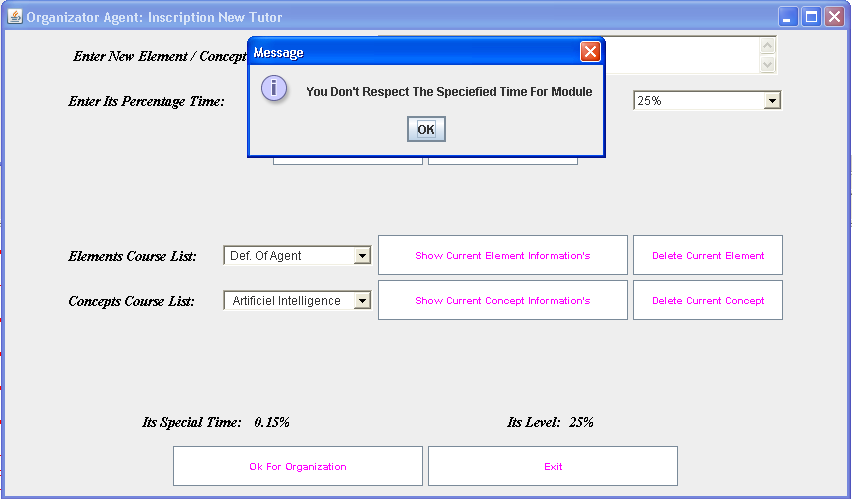 Organizator Agent: Inscription New Tutor
Message
Enter New Element / Concept
You Don't Respect The Speciefied Time For Module
Enter Its Percentage Time:
25%
OK
Elements Course List:
Def. Of Agent
Show Current Element Information's
Delete Current Element
Concepts Course List:
Artificiel Intelligence
Show Current Concept Information's
Delete Current Concept
Its Special Time: 0.15%
Its Level: 25%
Ok For Organization
Exit